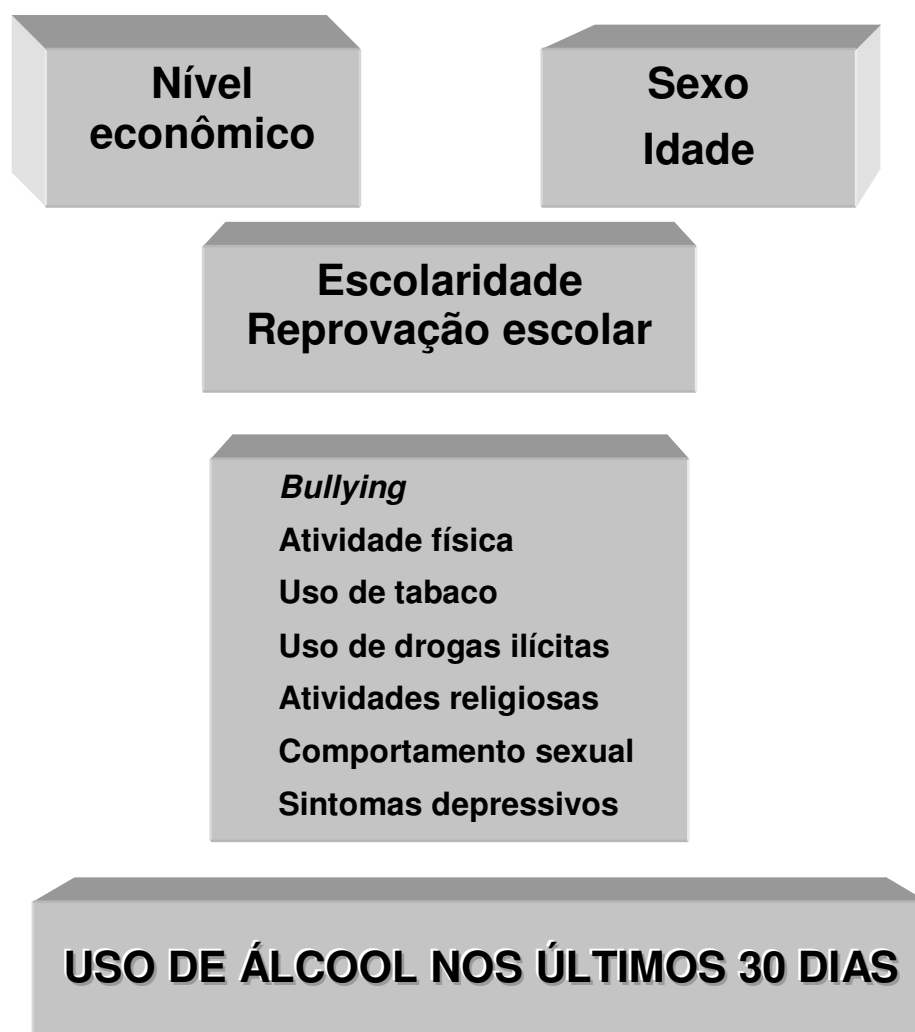 Nível
econômico
Sexo
Idade
Escolaridade
Reprovação escolar
Bullying
Atividade física
Uso de tabaco
Uso de drogas ilícitas
Atividades religiosas
Comportamento sexual
Sintomas depressivos
USO DE ÁLCOOL NOS ÚLTIMOS 30 DIAS